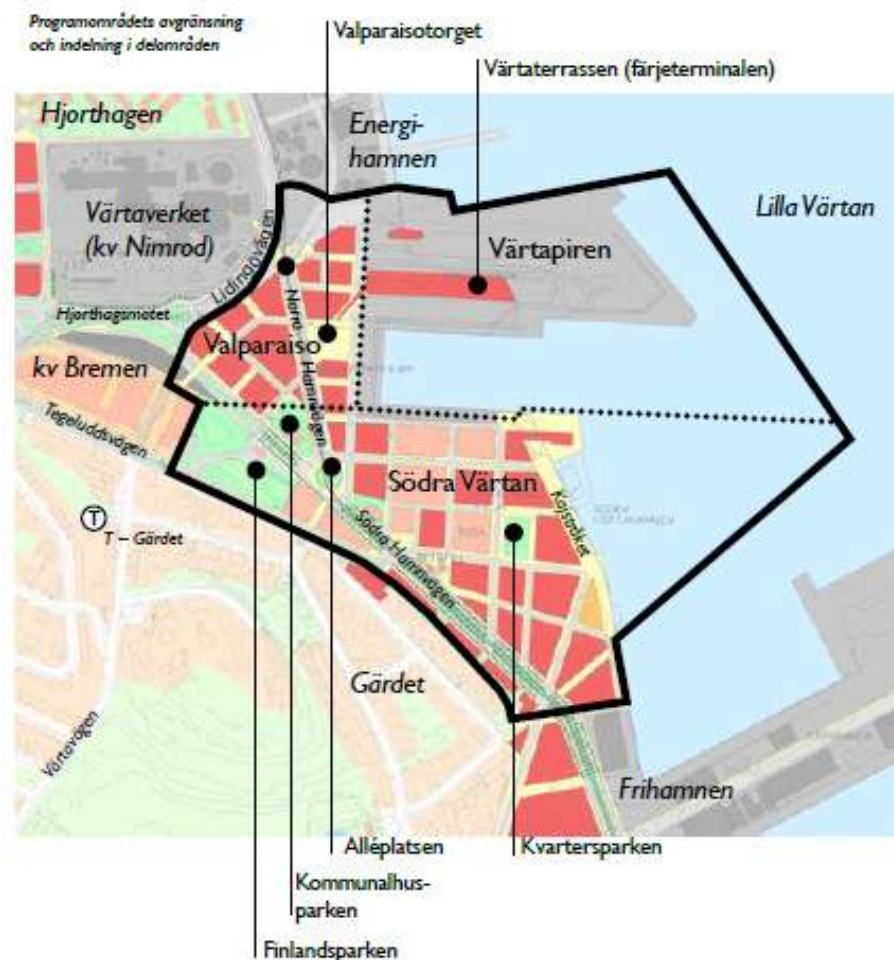 Programområdets avgränsning
och indelning i delområden
Valparaisotorget
Värtaterrassen (färjeterminalen)
Hjorthagen
Energi-
hamnen
Lilla Värtan
Värtaverket
(kv Nimrod)
Lidingövägen
Värtapiren
Hjorthagsmotet
Norra Hamnvägen
Valparaiso
kv Bremen
Tegeluddsvägen
Södra Värtan
Kajstråket
T
T – Gärdet
Södra Hamnvägen
Gärdet
Värtavägen
Frihamnen
Alléplatsen
Kvartersparken
Kommunalhus-
parken
Finlandsparken